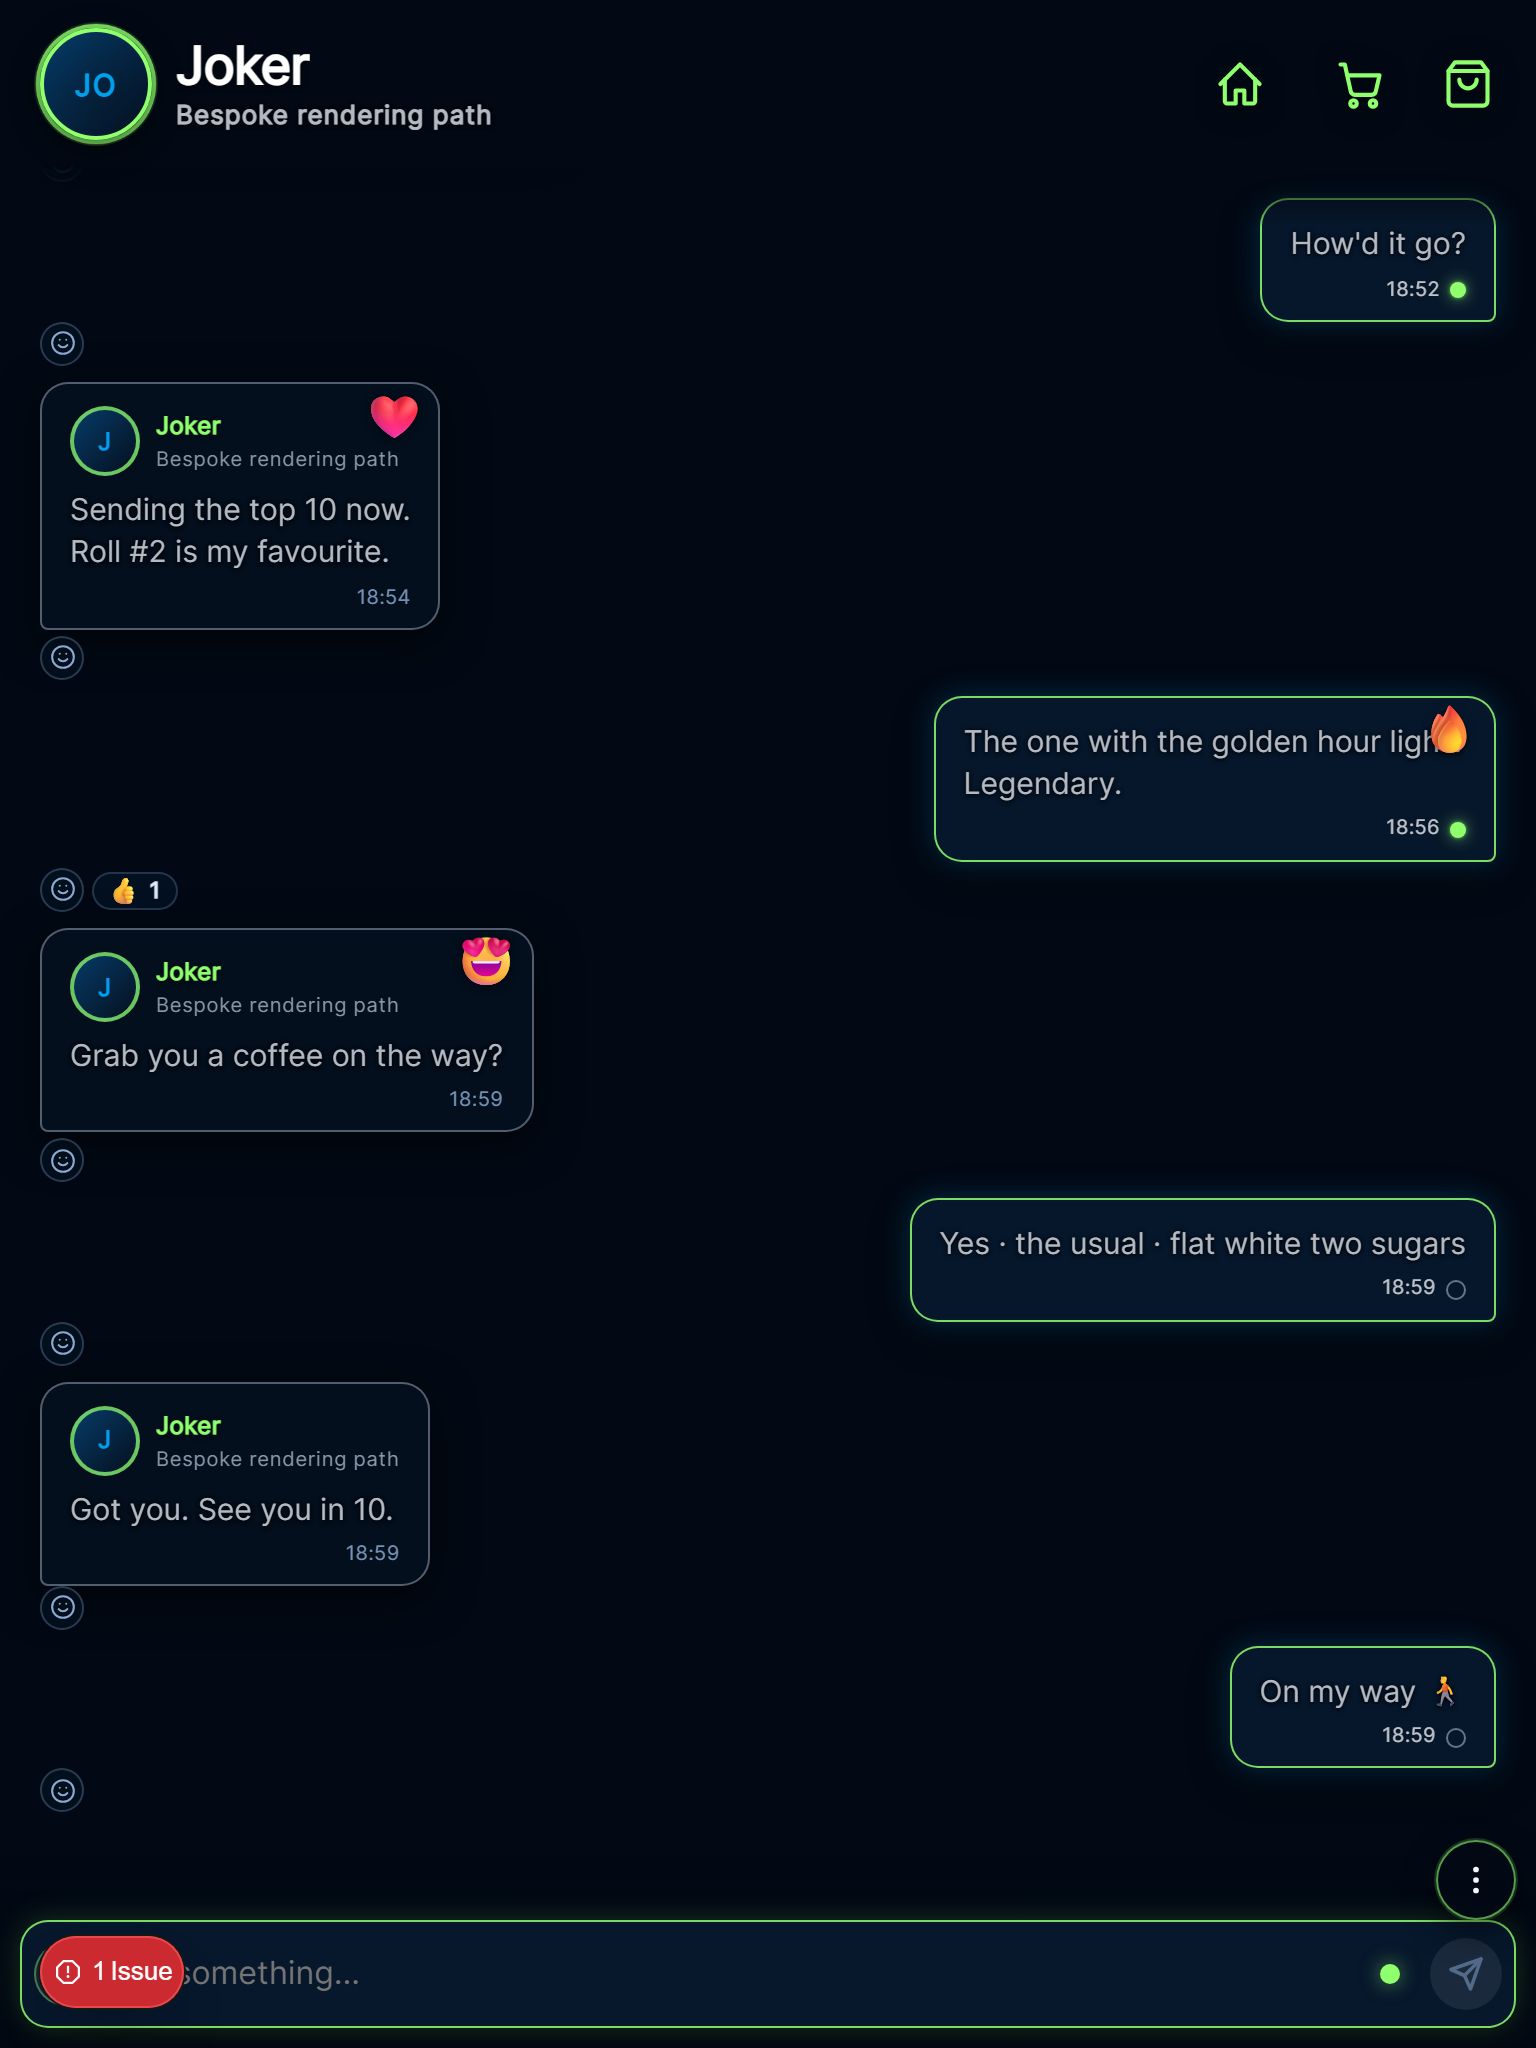 JO
Joker
Bespoke rendering path
How'd it go?
18:52
J
Joker
Bespoke rendering path
Sending the top 10 now.
Roll #2 is my favourite.
18:54
The one with the golden hour
Legendary.
18:56
👍 1
J
Joker
Bespoke rendering path
Grab you a coffee on the way?
18:59
Yes · the usual · flat white two sugars
18:59
J
Joker
Bespoke rendering path
Got you. See you in 10.
18:59
On my way 🚶
18:59
1 Issue
something...